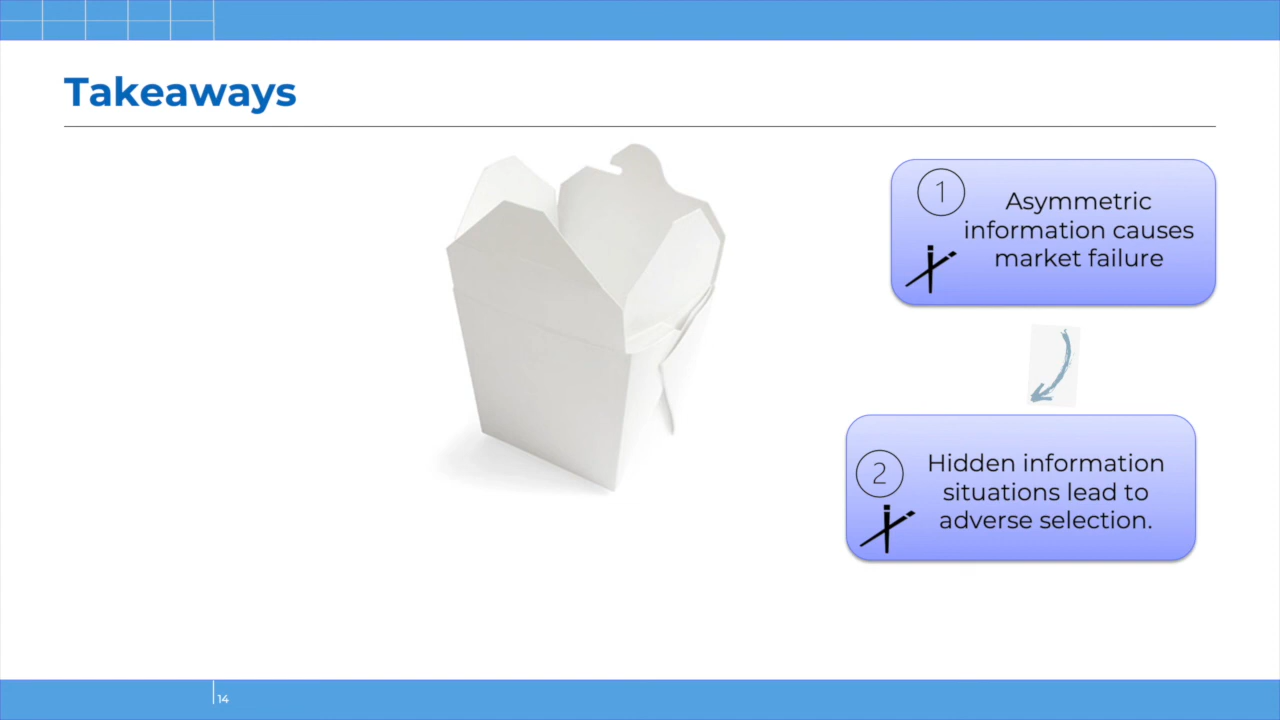 Takeaways
1
Asymmetric
information causes
market failure
2
Hidden information
situations lead to
adverse selection.
14